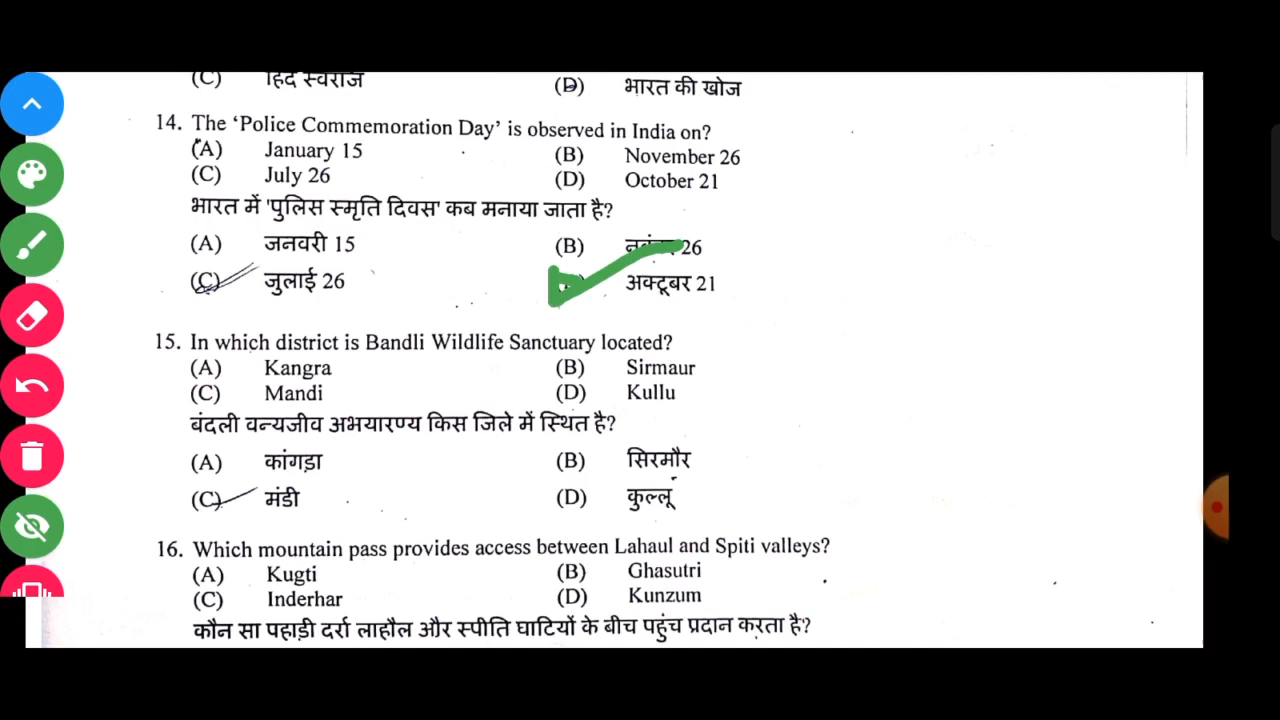 (C) हिंद स्वराज (D) भारत की खोज
14. The ‘Police Commemoration Day’ is observed in India on?
(A) January 15 (B) November 26
(C) July 26 (D) October 21
भारत में 'पुलिस स्मृति दिवस' कब मनाया जाता है?
(A) जनवरी 15 (B) नवंबर 26
(C) जुलाई 26 अक्टूबर 21
15. In which district is Bandli Wildlife Sanctuary located?
(A) Kangra (B) Sirmaur
(C) Mandi (D) Kullu
बंदली वन्यजीव अभयारण्य किस जिले में स्थित है?
(A) कांगड़ा (B) सिरमौर
(C) मंडी (D) कुल्लू
16. Which mountain pass provides access between Lahaul and Spiti valleys?
(A) Kugti (B) Ghasutri
(C) Inderhar (D) Kunzum
कौन सा पहाड़ी दर्रा लाहौल और स्पीति घाटियों के बीच पहुंच प्रदान करता है?